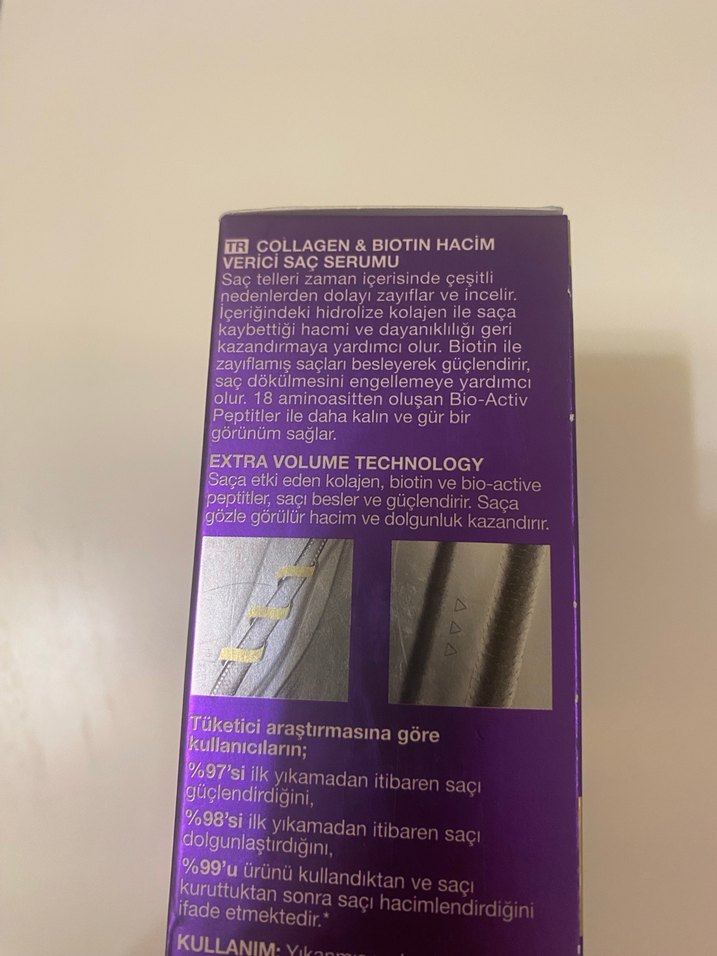 TR COLLAGEN & BIOTIN HACİM
VERİCİ SAÇ SERUMU
Saç telleri zaman içerisinde çeşitli
nedenlerden dolayı zayıflar ve incelir.
İçeriğindeki hidrolize kolajen ile saça
kaybettiği hacmi ve dayanıklılığı geri
kazandırmaya yardımcı olur. Biotin ile
zayıflamış saçları besleyerek güçlendirir,
saç dökülmesini engellemeye yardımcı
olur. 18 aminoasitten oluşan Bio-Activ
Peptitler ile daha kalın ve gür bir
görünüm sağlar.
EXTRA VOLUME TECHNOLOGY
Saça etki eden kolajen, biotin ve bio-active
peptitler, saçı besler ve güçlendirir. Saça
gözle görülür hacim ve dolgunluk kazandırır.
Tüketici araştırmasına göre
kullanıcıların;
%97'si ilk yıkamadan itibaren saçı
güçlendirdiğini,
%98'si ilk yıkamadan itibaren saçı
dolgunlaştırdığını,
%99'u ürünü kullandıktan ve saçı
kuruttuktan sonra saçı hacimlendirdiğini
ifade etmektedir.*
KULLANIM: